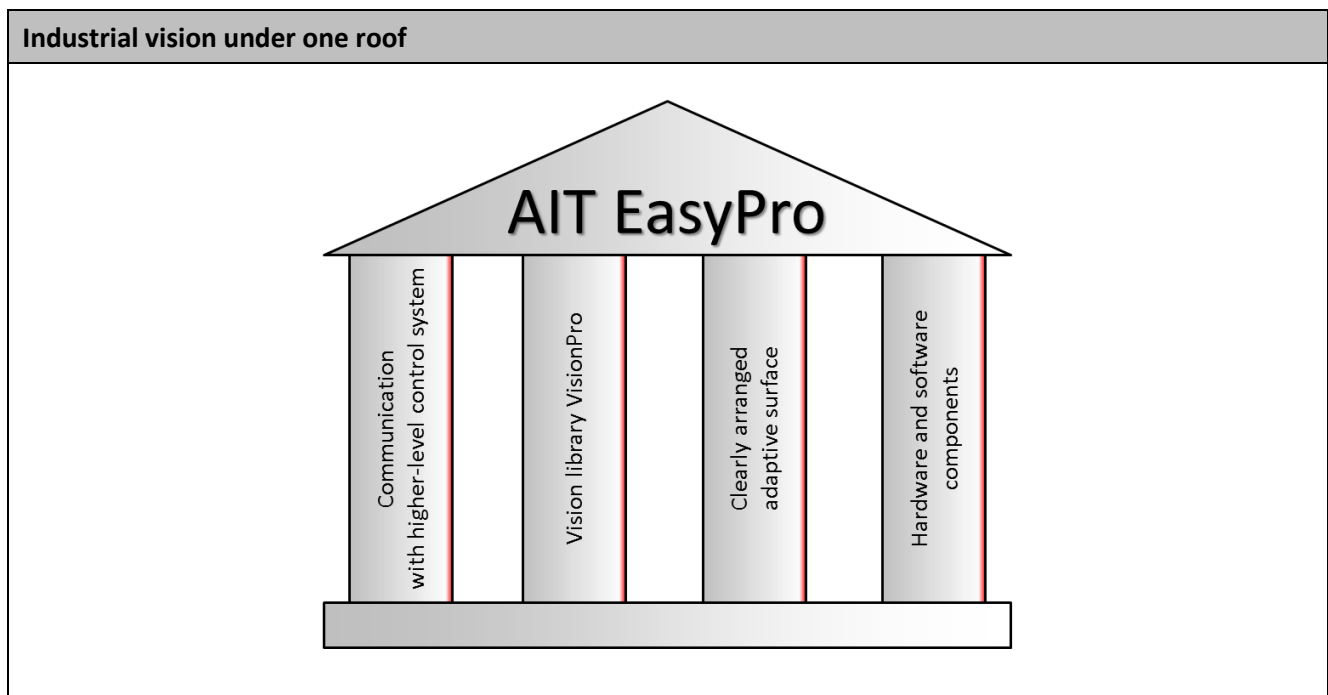 Industrial vision under one roof
AIT EasyPro
Communication
with higher-level control system
Vision library VisionPro
Clearly arranged
adaptive surface
Hardware and software
components